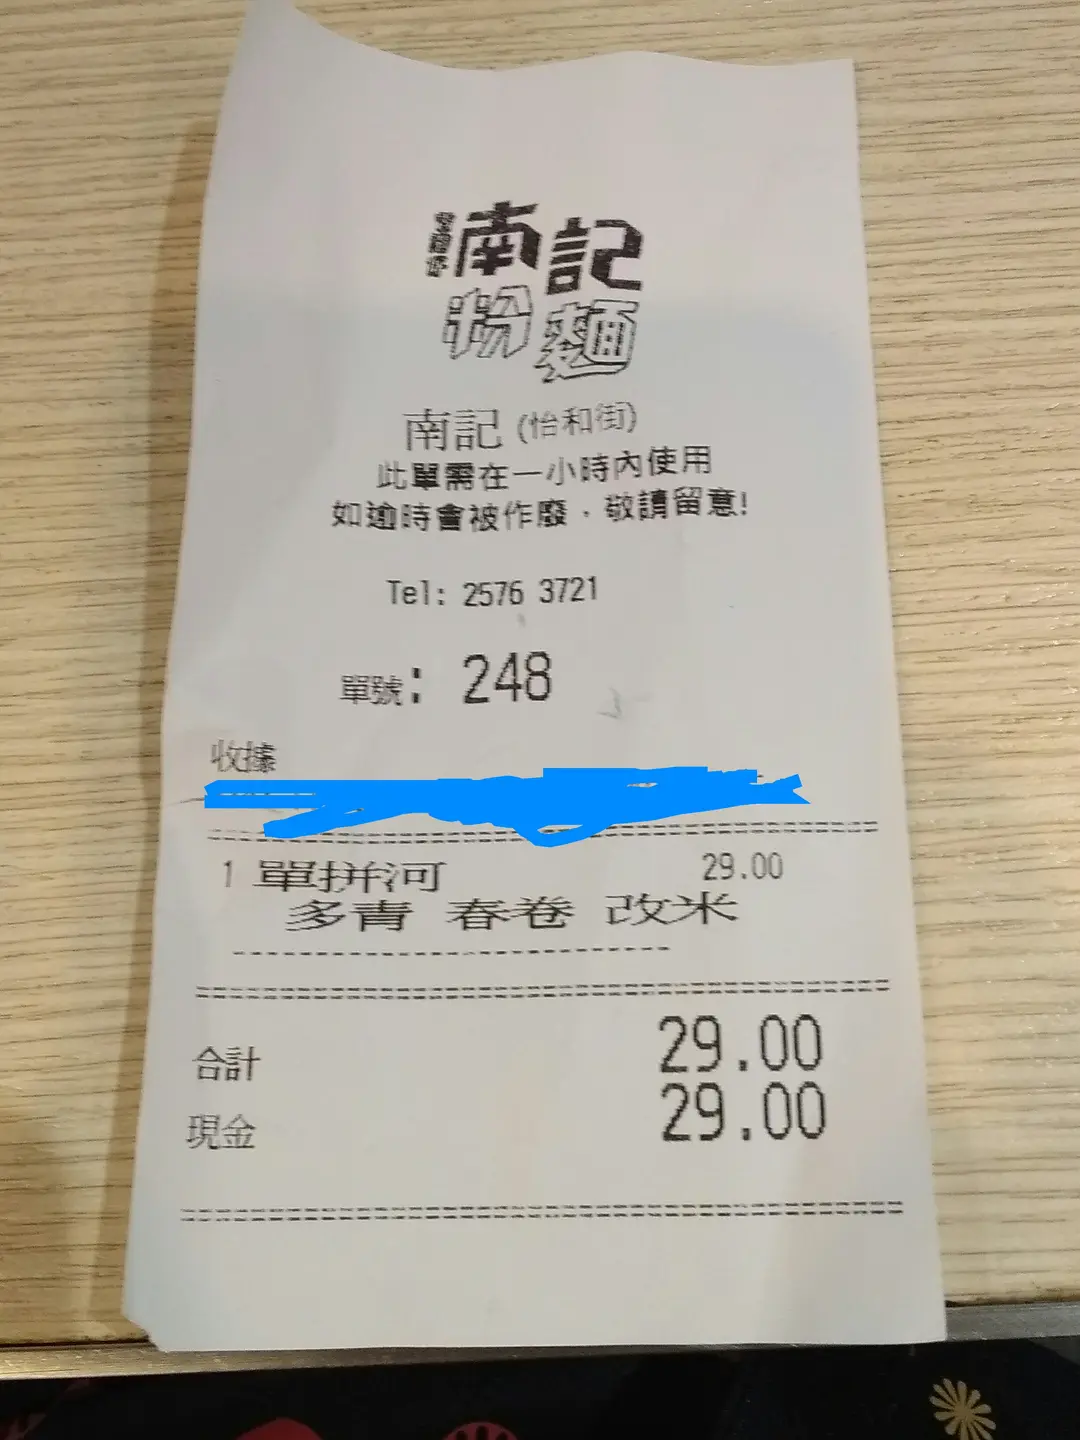 堅穩陣
南記
粉麵
南記 (怡和街)
此單需在一小時內使用
如逾時會被作廢，敬請留意!
Tel: 2576 3721
單號: 248
收據
1 單拼河 29.00
多青 春卷 改米
合計 29.00
現金 29.00